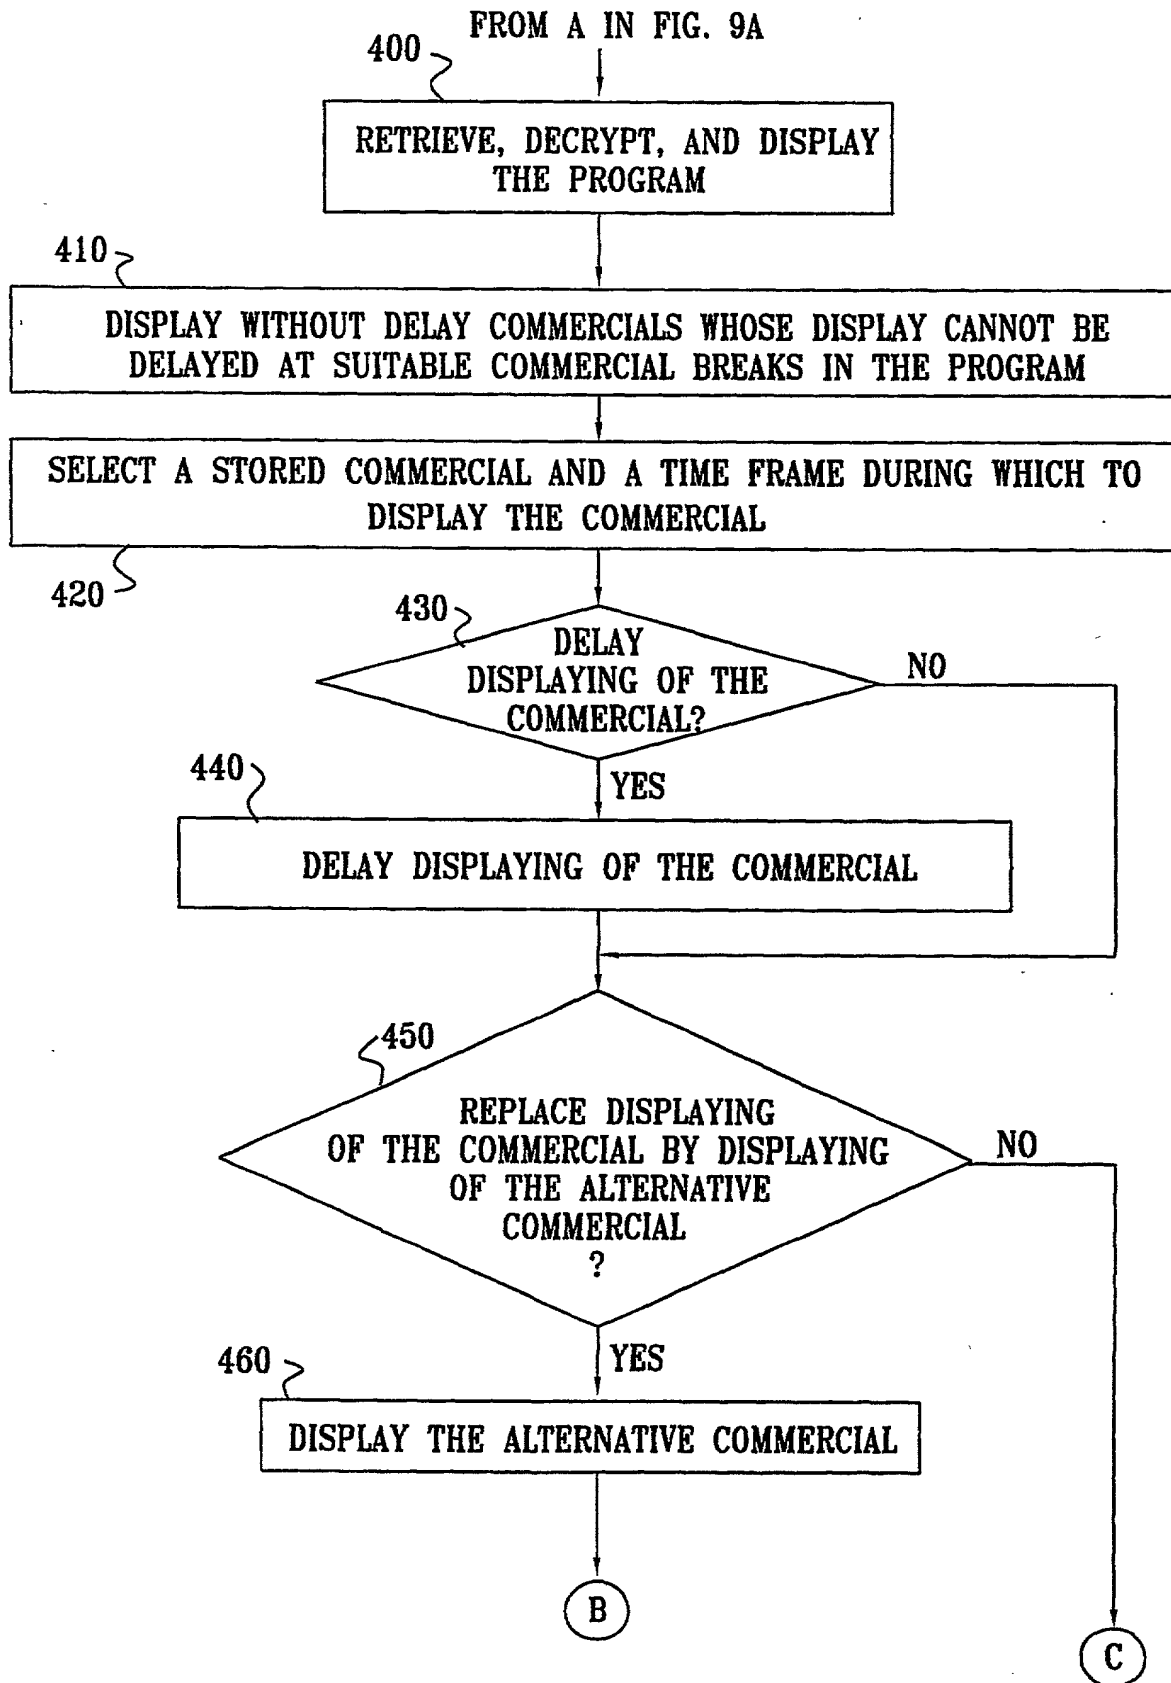 FROM A IN FIG. 9A
400
RETRIEVE, DECRYPT, AND DISPLAY
THE PROGRAM
410
DISPLAY WITHOUT DELAY COMMERCIALS WHOSE DISPLAY CANNOT BE
DELAYED AT SUITABLE COMMERCIAL BREAKS IN THE PROGRAM
SELECT A STORED COMMERCIAL AND A TIME FRAME DURING WHICH TO
DISPLAY THE COMMERCIAL
420
430
DELAY
DISPLAYING OF THE
COMMERCIAL?
NO
YES
440
DELAY DISPLAYING OF THE COMMERCIAL
450
REPLACE DISPLAYING
OF THE COMMERCIAL BY DISPLAYING
OF THE ALTERNATIVE
COMMERCIAL
?
NO
YES
460
DISPLAY THE ALTERNATIVE COMMERCIAL
B
C